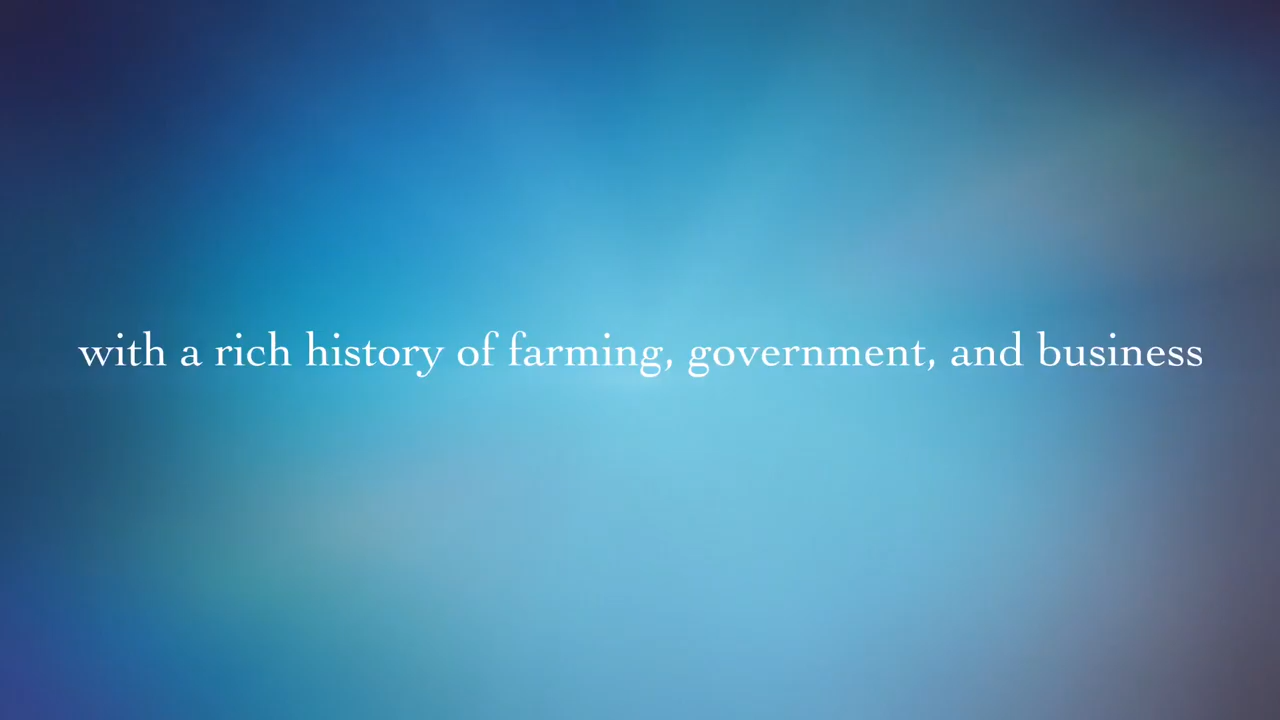 with a rich history of farming, government, and business